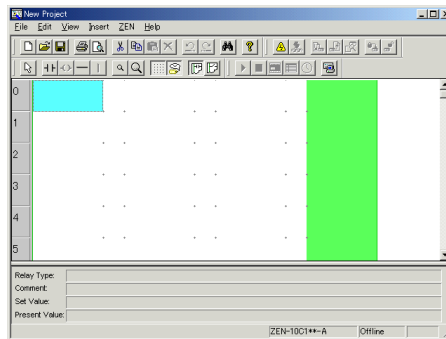 New Project
File Edit View Insert ZEN Help
0
1
2
3
4
5
Relay Type:
Comment:
Set Value:
Present Value:
ZEN-10C1**-A Offline